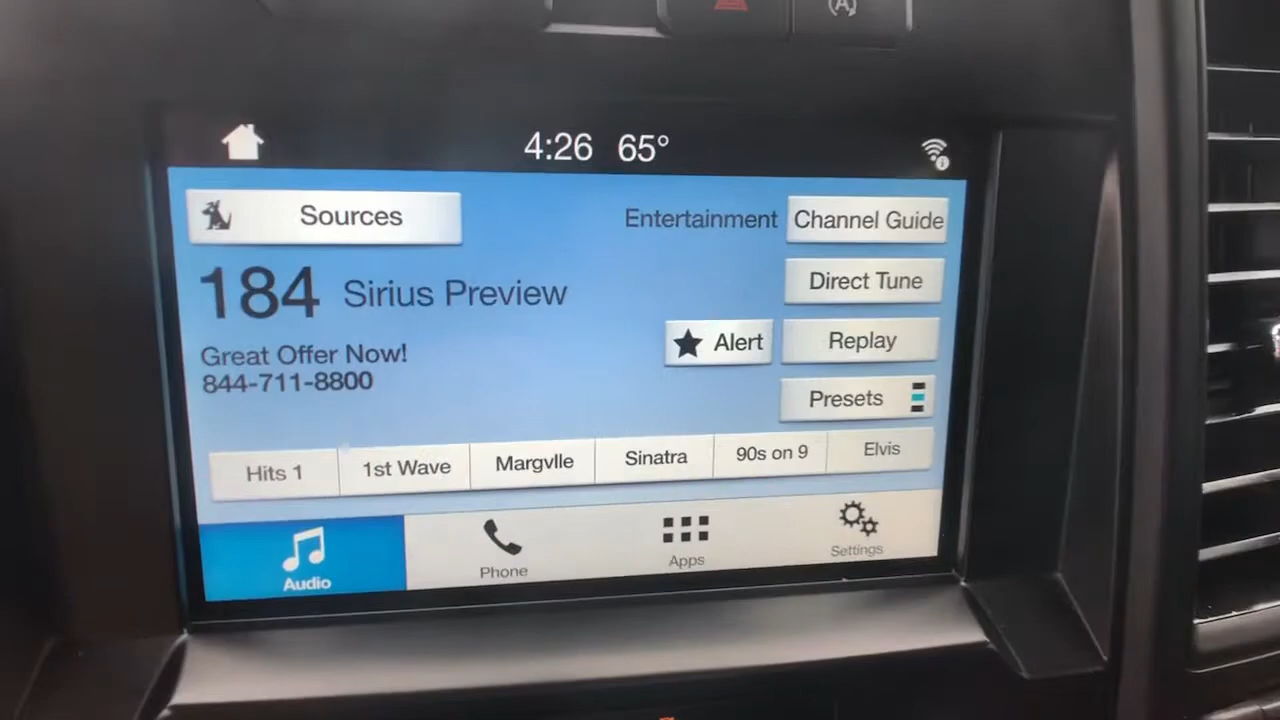 4:26 65°
Sources
Entertainment
Channel Guide
184 Sirius Preview
Direct Tune
Great Offer Now!
844-711-8800
Alert
Replay
Presets
Hits 1
1st Wave
Margvlle
Sinatra
90s on 9
Elvis
Audio
Phone
Apps
Settings